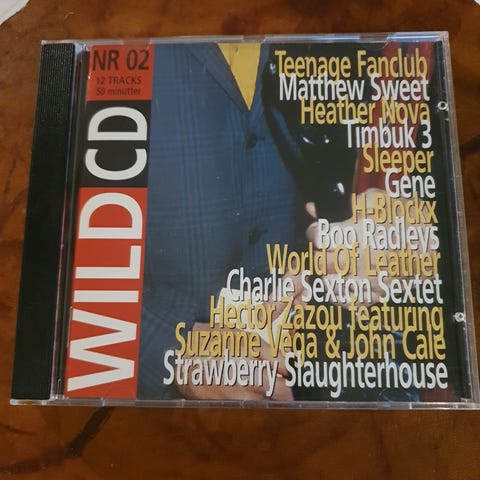 NR 02
12 TRACKS
50 minutter
WILD CD
Teenage Fanclub
Matthew Sweet
Heather Nova
Timbuk 3
Sleeper
Gene
H-Blockx
Boo Radleys
World Of Leather
Charlie Sexton Sextet
Hector Zazou featuring
Suzanne Vega & John Cale
Strawberry Slaughterhouse